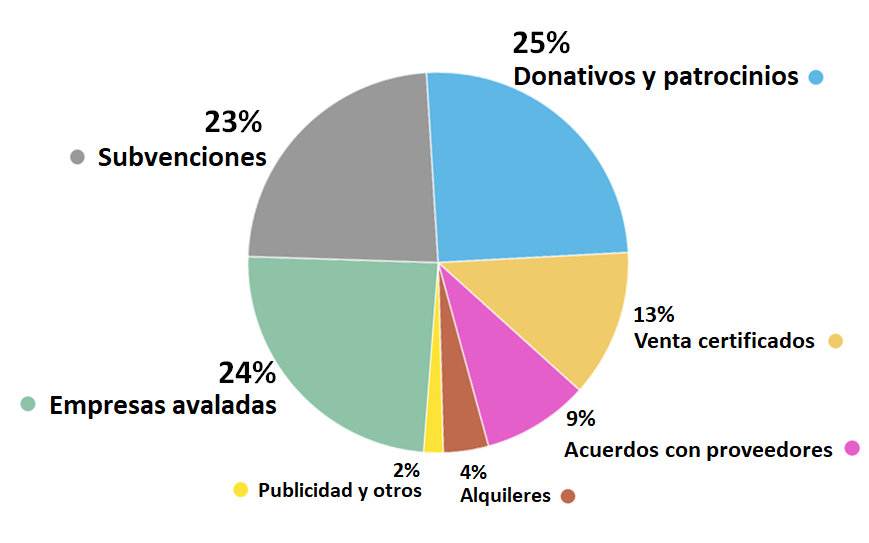 25%
Donativos y patrocinios
23%
Subvenciones
13%
Venta certificados
24%
Empresas avaladas
9%
Acuerdos con proveedores
2%
Publicidad y otros
4%
Alquileres